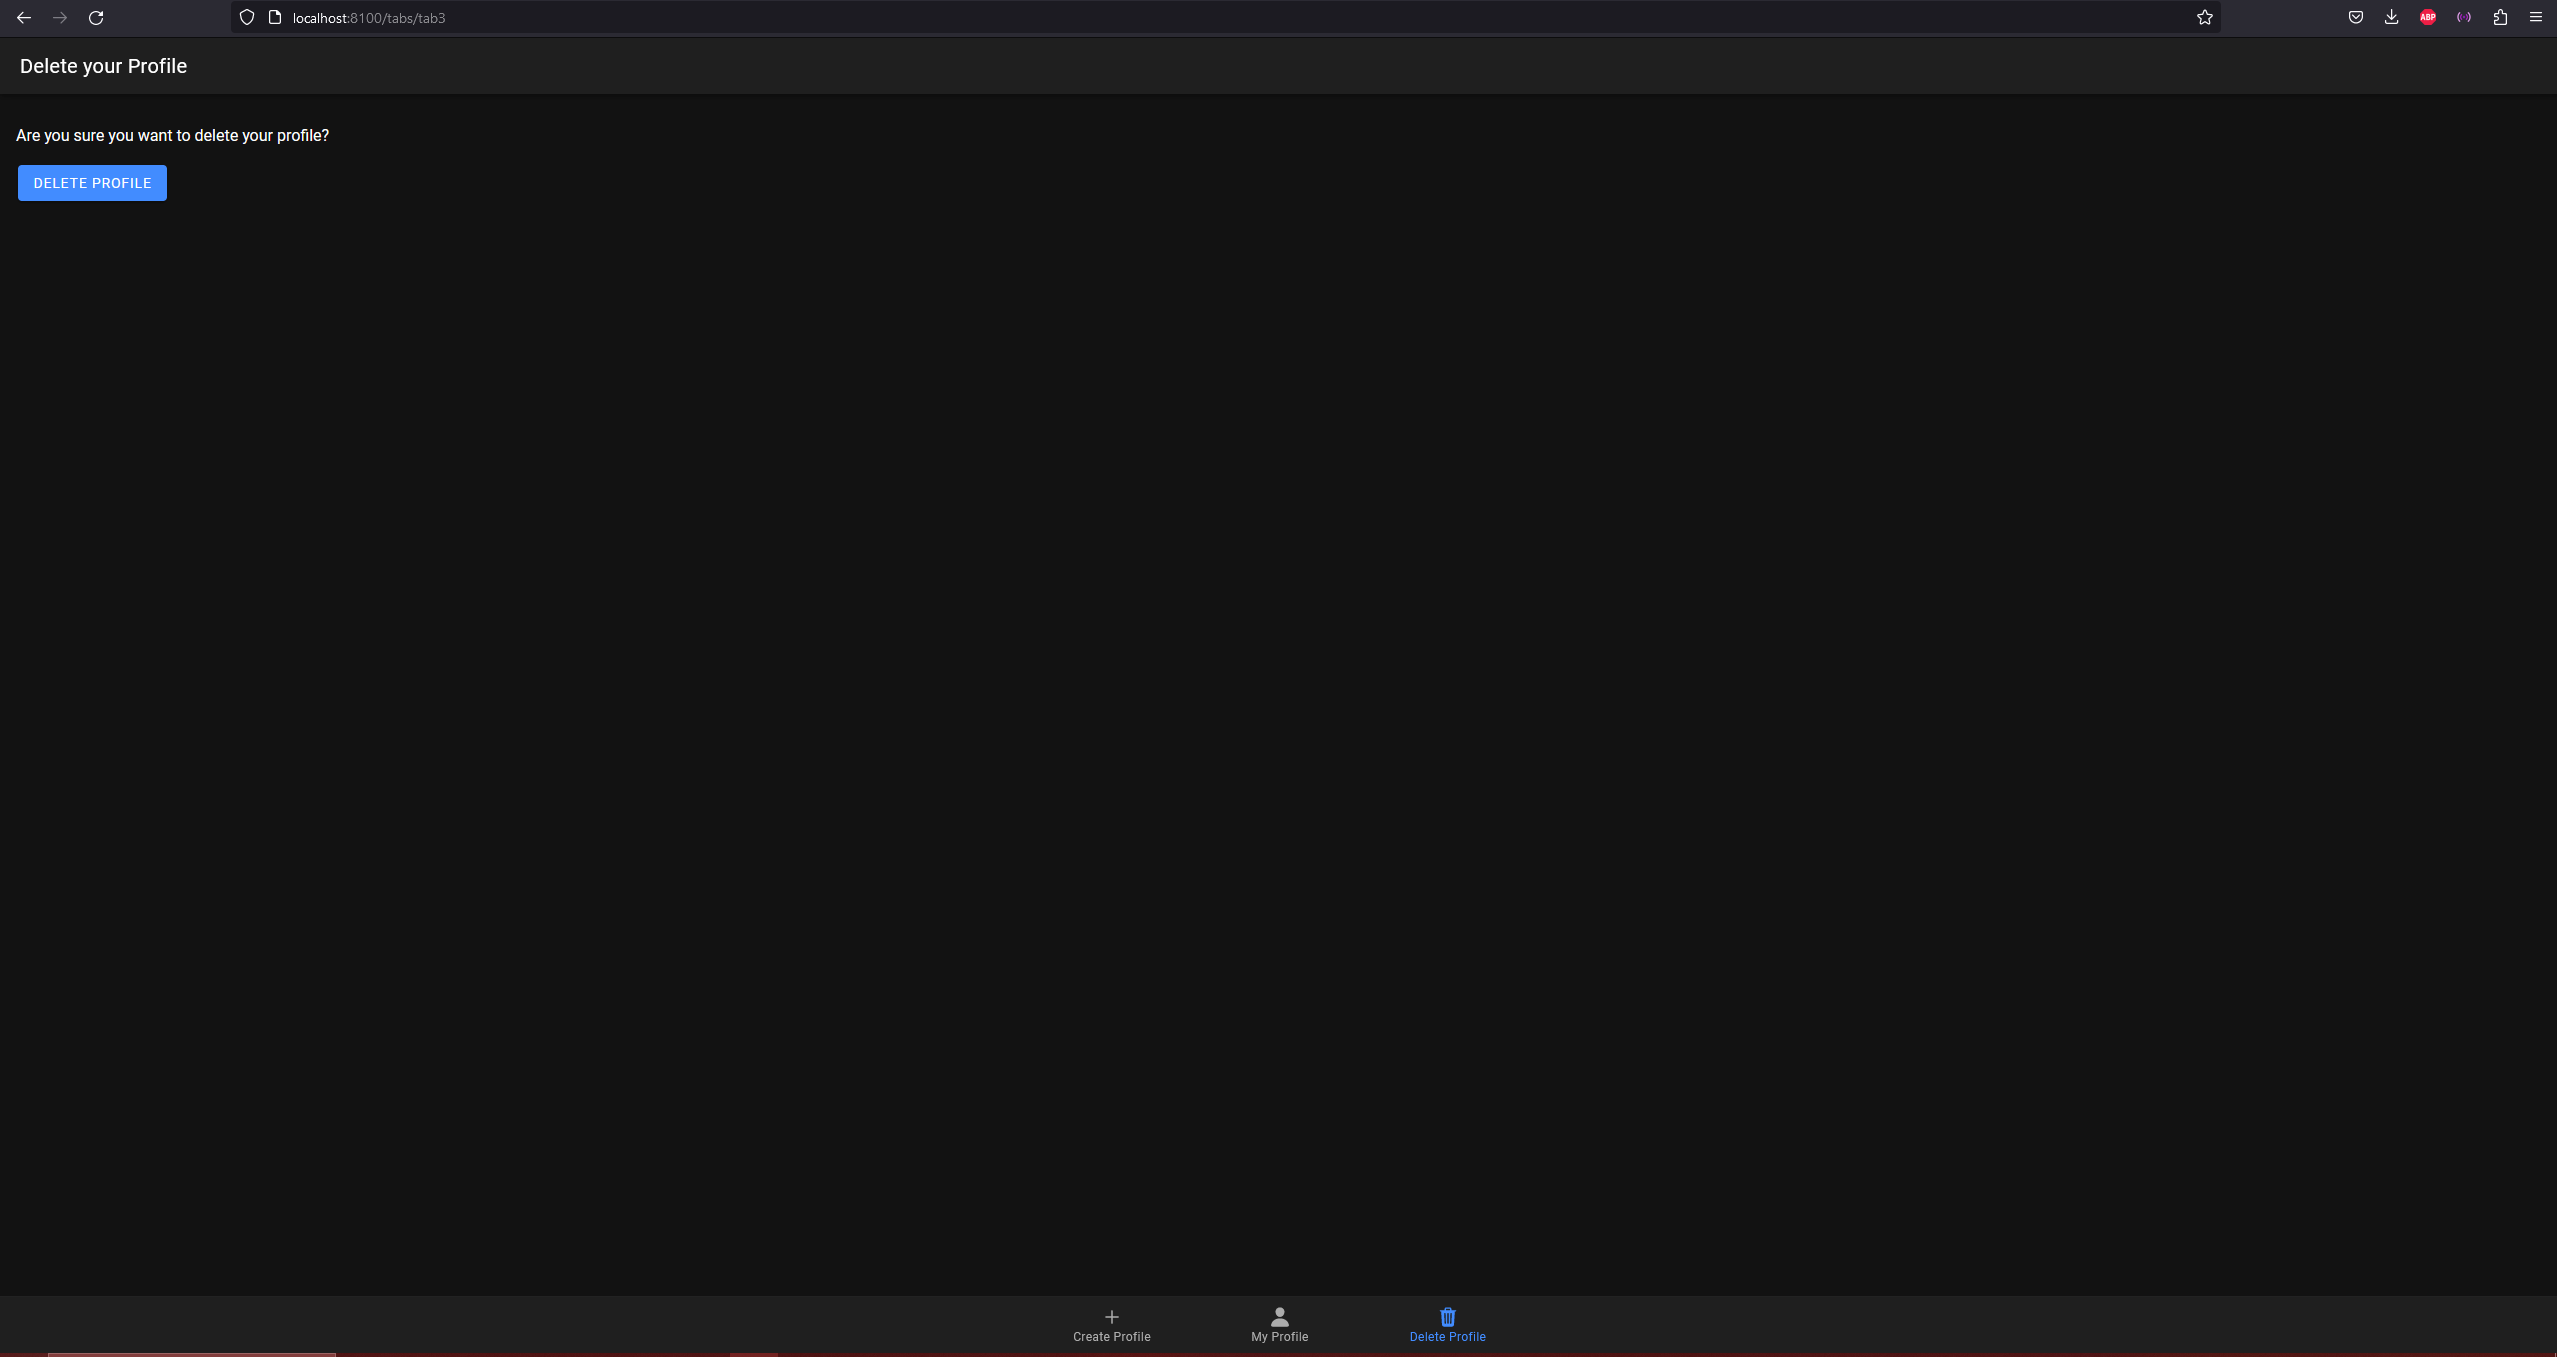 localhost:8100/tabs/tab3
ABP
Delete your Profile
Are you sure you want to delete your profile?
DELETE PROFILE
Create Profile
My Profile
Delete Profile